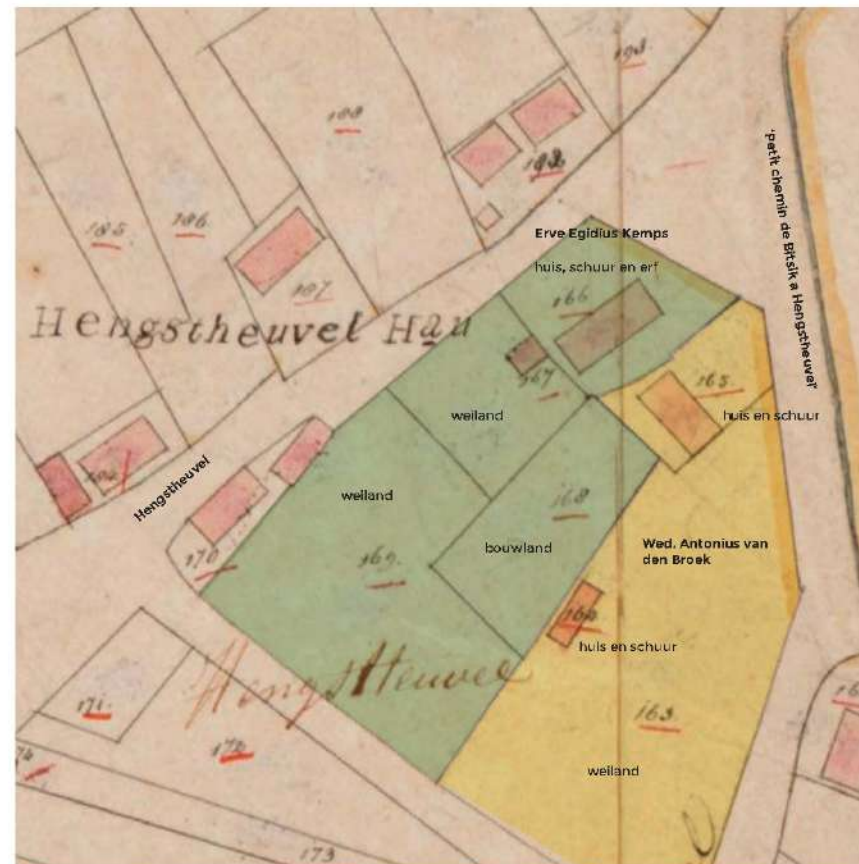 193.
188
192
185.
186.
187
Hengstheuvel Hau
'petit chemin de Bitsik a Hengstheuvel'
Erve Egidius Kemps
huis, schuur en erf
166
167
165
huis en schuur
weiland
weiland
Hengstheuvel
170
169.
168
bouwland
Wed. Antonius van
den Broek
164
huis en schuur
Hengstheuvel
171.
172
163.
weiland
173